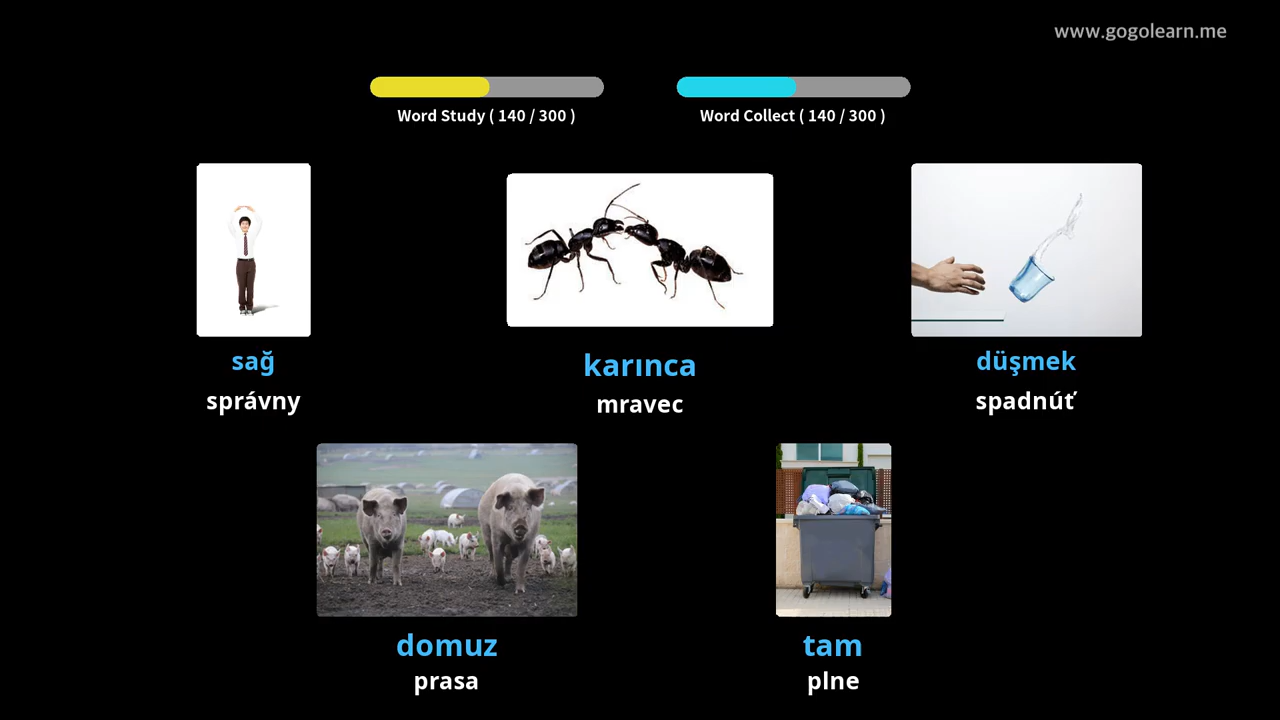 www.gogolearn.me
Word Study ( 140 / 300 )
Word Collect ( 140 / 300 )
sağ
správny
karınca
mravec
düşmek
spadnúť
domuz
prasa
tam
plne